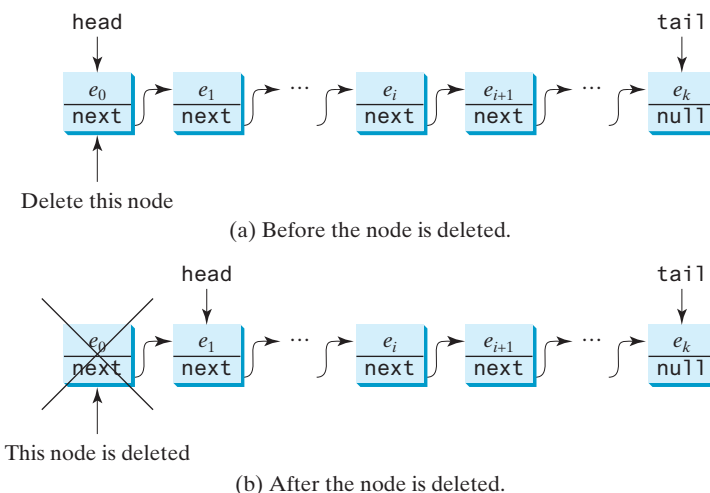 head tail
e0 e1 ... ei ei+1 ... ek
next next next next null
Delete this node
(a) Before the node is deleted.
head tail
e0 e1 ... ei ei+1 ... ek
next next next next null
This node is deleted
(b) After the node is deleted.